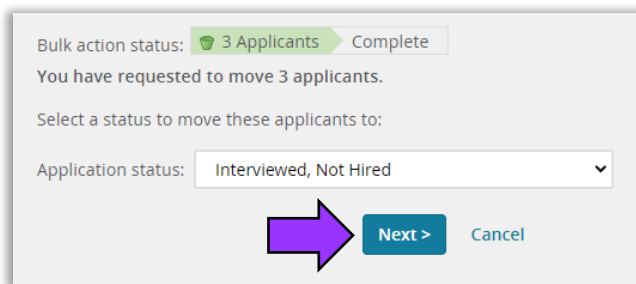 Bulk action status: 3 Applicants Complete
You have requested to move 3 applicants.
Select a status to move these applicants to:
Application status: Interviewed, Not Hired
Next > Cancel